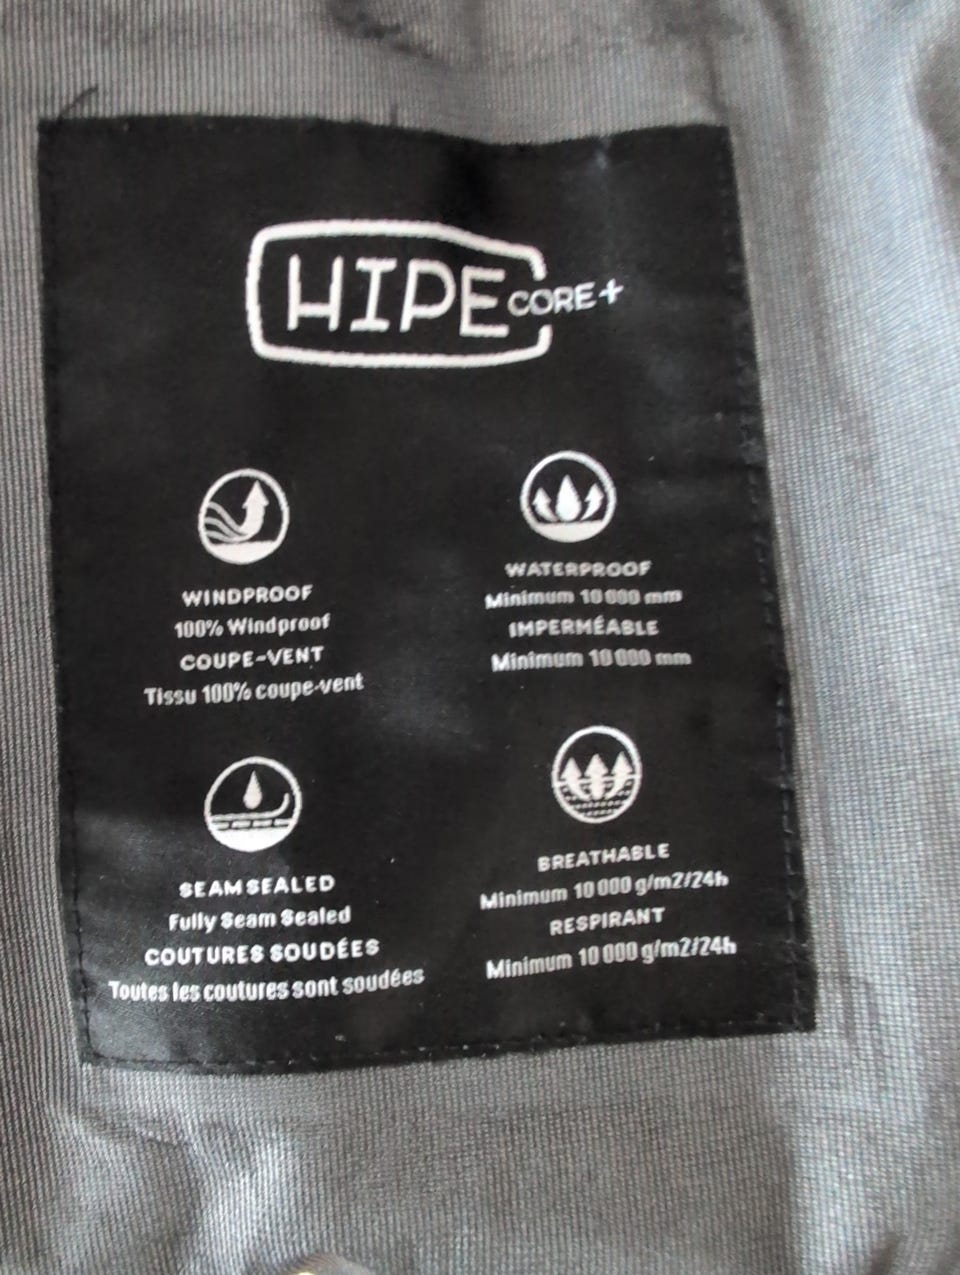 HIPE CORE+
WINDPROOF
100% Windproof
COUPE-VENT
Tissu 100% coupe-vent
WATERPROOF
Minimum 10 000 mm
IMPERMÉABLE
Minimum 10 000 mm
SEAM SEALED
Fully Seam Sealed
COUTURES SOUDÉES
Toutes les coutures sont soudées
BREATHABLE
Minimum 10 000 g/m2/24h
RESPIRANT
Minimum 10 000 g/m2/24h